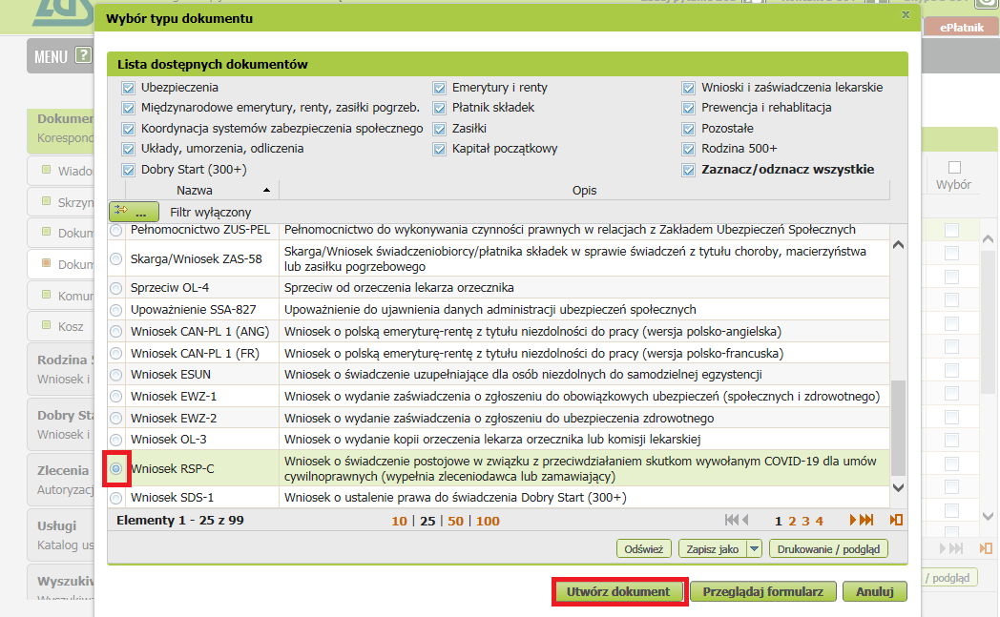 Wybór typu dokumentu
x
ePłatnik
MENU ?
Lista dostępnych dokumentów
Ubezpieczenia
Emerytury i renty
Wnioski i zaświadczenia lekarskie
Międzynarodowe emerytury, renty, zasiłki pogrzeb.
Płatnik składek
Prewencja i rehabilitacja
Koordynacja systemów zabezpieczenia społecznego
Zasiłki
Pozostałe
Układy, umorzenia, odliczenia
Kapitał początkowy
Rodzina 500+
Dobry Start (300+)
Zaznacz/odznacz wszystkie
Nazwa
Opis
... Filtr wyłączony
Pełnomocnictwo ZUS-PEL
Pełnomocnictwo do wykonywania czynności prawnych w relacjach z Zakładem Ubezpieczeń Społecznych
Skarga/Wniosek ZAS-58
Skarga/Wniosek świadczeniobiorcy/płatnika składek w sprawie świadczeń z tytułu choroby, macierzyństwa
lub zasiłku pogrzebowego
Sprzeciw OL-4
Sprzeciw od orzeczenia lekarza orzecznika
Upoważnienie SSA-827
Upoważnienie do ujawnienia danych administracji ubezpieczeń społecznych
Wniosek CAN-PL 1 (ANG)
Wniosek o polską emeryturę-rentę z tytułu niezdolności do pracy (wersja polsko-angielska)
Wniosek CAN-PL 1 (FR)
Wniosek o polską emeryturę-rentę z tytułu niezdolności do pracy (wersja polsko-francuska)
Wniosek ESUN
Wniosek o świadczenie uzupełniające dla osób niezdolnych do samodzielnej egzystencji
Wniosek EWZ-1
Wniosek o wydanie zaświadczenia o zgłoszeniu do obowiązkowych ubezpieczeń (społecznych i zdrowotnego)
Wniosek EWZ-2
Wniosek o wydanie zaświadczenia o zgłoszeniu do ubezpieczenia zdrowotnego
Wniosek OL-3
Wniosek o wydanie kopii orzeczenia lekarza orzecznika lub komisji lekarskiej
Wniosek RSP-C
Wniosek o świadczenie postojowe w związku z przeciwdziałaniem skutkom wywołanym COVID-19 dla umów
cywilnoprawnych (wypełnia zleceniodawca lub zamawiający)
Wniosek SDS-1
Wniosek o ustalenie prawa do świadczenia Dobry Start (300+)
Elementy 1 - 25 z 99
10 | 25 | 50 | 100
1 2 3 4
Odśwież
Zapisz jako
Drukowanie / podgląd
Utwórz dokument
Przeglądaj formularz
Anuluj
Dokumen
Korespond
Wiado
Skrzyn
Dokum
Dokum
Komun
Kosz
Rodzina
Wniosek i
Dobry Sta
Wniosek i
Zlecenia
Autoryzacj
Usługi
Katalog us
Wyszukiw
Wybór
/ podgląd